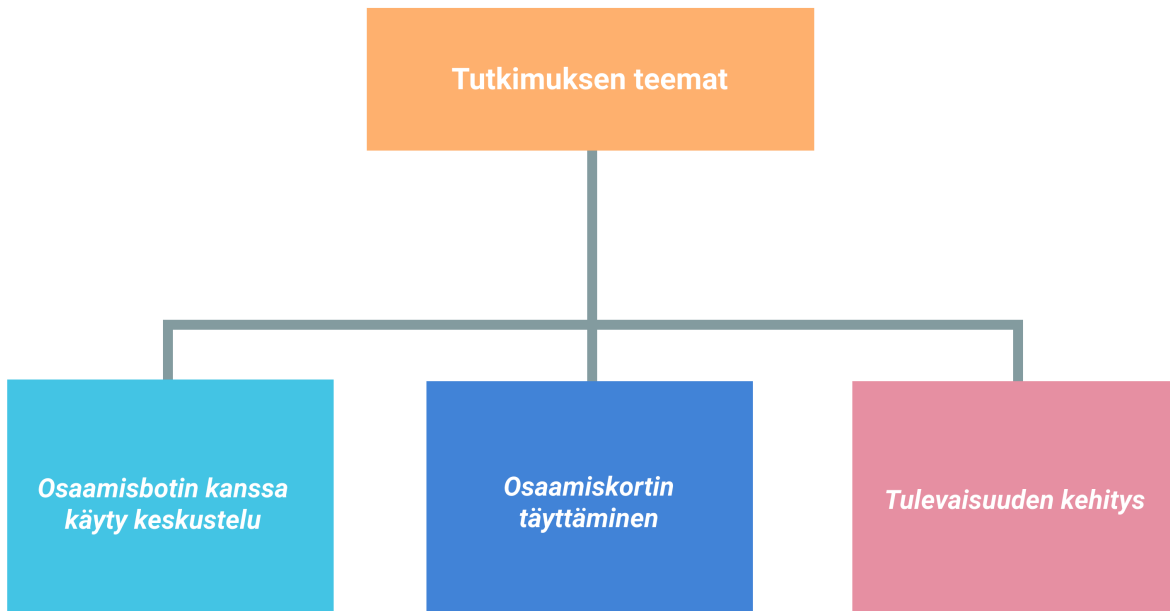 Tutkimuksen teemat
Osaamisbotin kanssa
käyty keskustelu
Osaamiskortin
täyttäminen
Tulevaisuuden kehitys